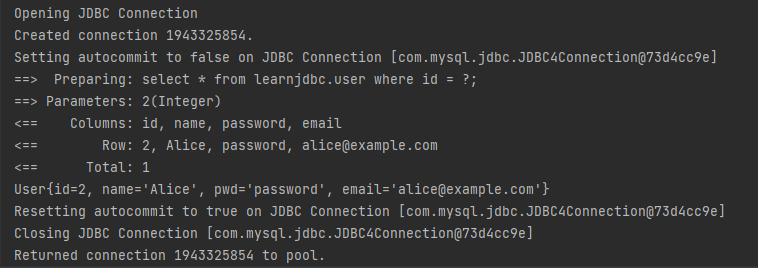 Opening JDBC Connection
Created connection 1943325854.
Setting autocommit to false on JDBC Connection [com.mysql.jdbc.JDBC4Connection@73d4cc9e]
==>  Preparing: select * from learnjdbc.user where id = ?;
==> Parameters: 2(Integer)
<==    Columns: id, name, password, email
<==        Row: 2, Alice, password, alice@example.com
<==      Total: 1
User{id=2, name='Alice', pwd='password', email='alice@example.com'}
Resetting autocommit to true on JDBC Connection [com.mysql.jdbc.JDBC4Connection@73d4cc9e]
Closing JDBC Connection [com.mysql.jdbc.JDBC4Connection@73d4cc9e]
Returned connection 1943325854 to pool.